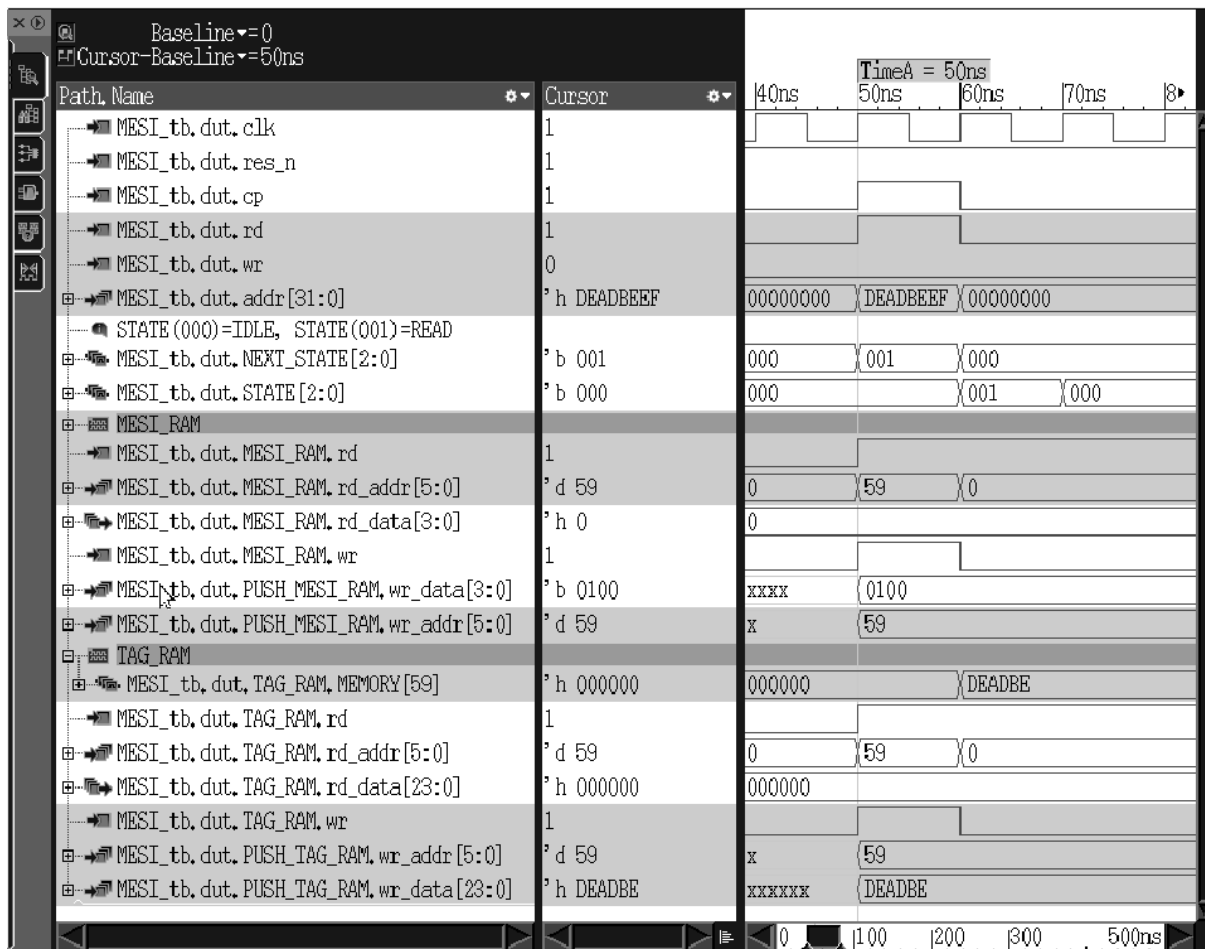 Baseline▾=0
Cursor-Baseline▾=50ns
TimeA = 50ns
Path.Name Cursor 40ns 50ns 60ns 70ns 8
MESI_tb.dut.clk 1
MESI_tb.dut.res_n 1
MESI_tb.dut.cp 1
MESI_tb.dut.rd 1
MESI_tb.dut.wr 0
MESI_tb.dut.addr[31:0] 'h DEADBEEF 00000000 DEADBEEF 00000000
STATE(000)=IDLE, STATE(001)=READ
MESI_tb.dut.NEXT_STATE[2:0] 'b 001 000 001 000
MESI_tb.dut.STATE[2:0] 'b 000 000 001 000
MESI_RAM
MESI_tb.dut.MESI_RAM.rd 1
MESI_tb.dut.MESI_RAM.rd_addr[5:0] 'd 59 0 59 0
MESI_tb.dut.MESI_RAM.rd_data[3:0] 'h 0 0
MESI_tb.dut.MESI_RAM.wr 1
MESI_tb.dut.PUSH_MESI_RAM.wr_data[3:0] 'b 0100 xxxx 0100
MESI_tb.dut.PUSH_MESI_RAM.wr_addr[5:0] 'd 59 x 59
TAG_RAM
MESI_tb.dut.TAG_RAM.MEMORY[59] 'h 000000 000000 DEADBE
MESI_tb.dut.TAG_RAM.rd 1
MESI_tb.dut.TAG_RAM.rd_addr[5:0] 'd 59 0 59 0
MESI_tb.dut.TAG_RAM.rd_data[23:0] 'h 000000 000000
MESI_tb.dut.TAG_RAM.wr 1
MESI_tb.dut.PUSH_TAG_RAM.wr_addr[5:0] 'd 59 x 59
MESI_tb.dut.PUSH_TAG_RAM.wr_data[23:0] 'h DEADBE xxxxxx DEADBE
0 100 200 300 500ns